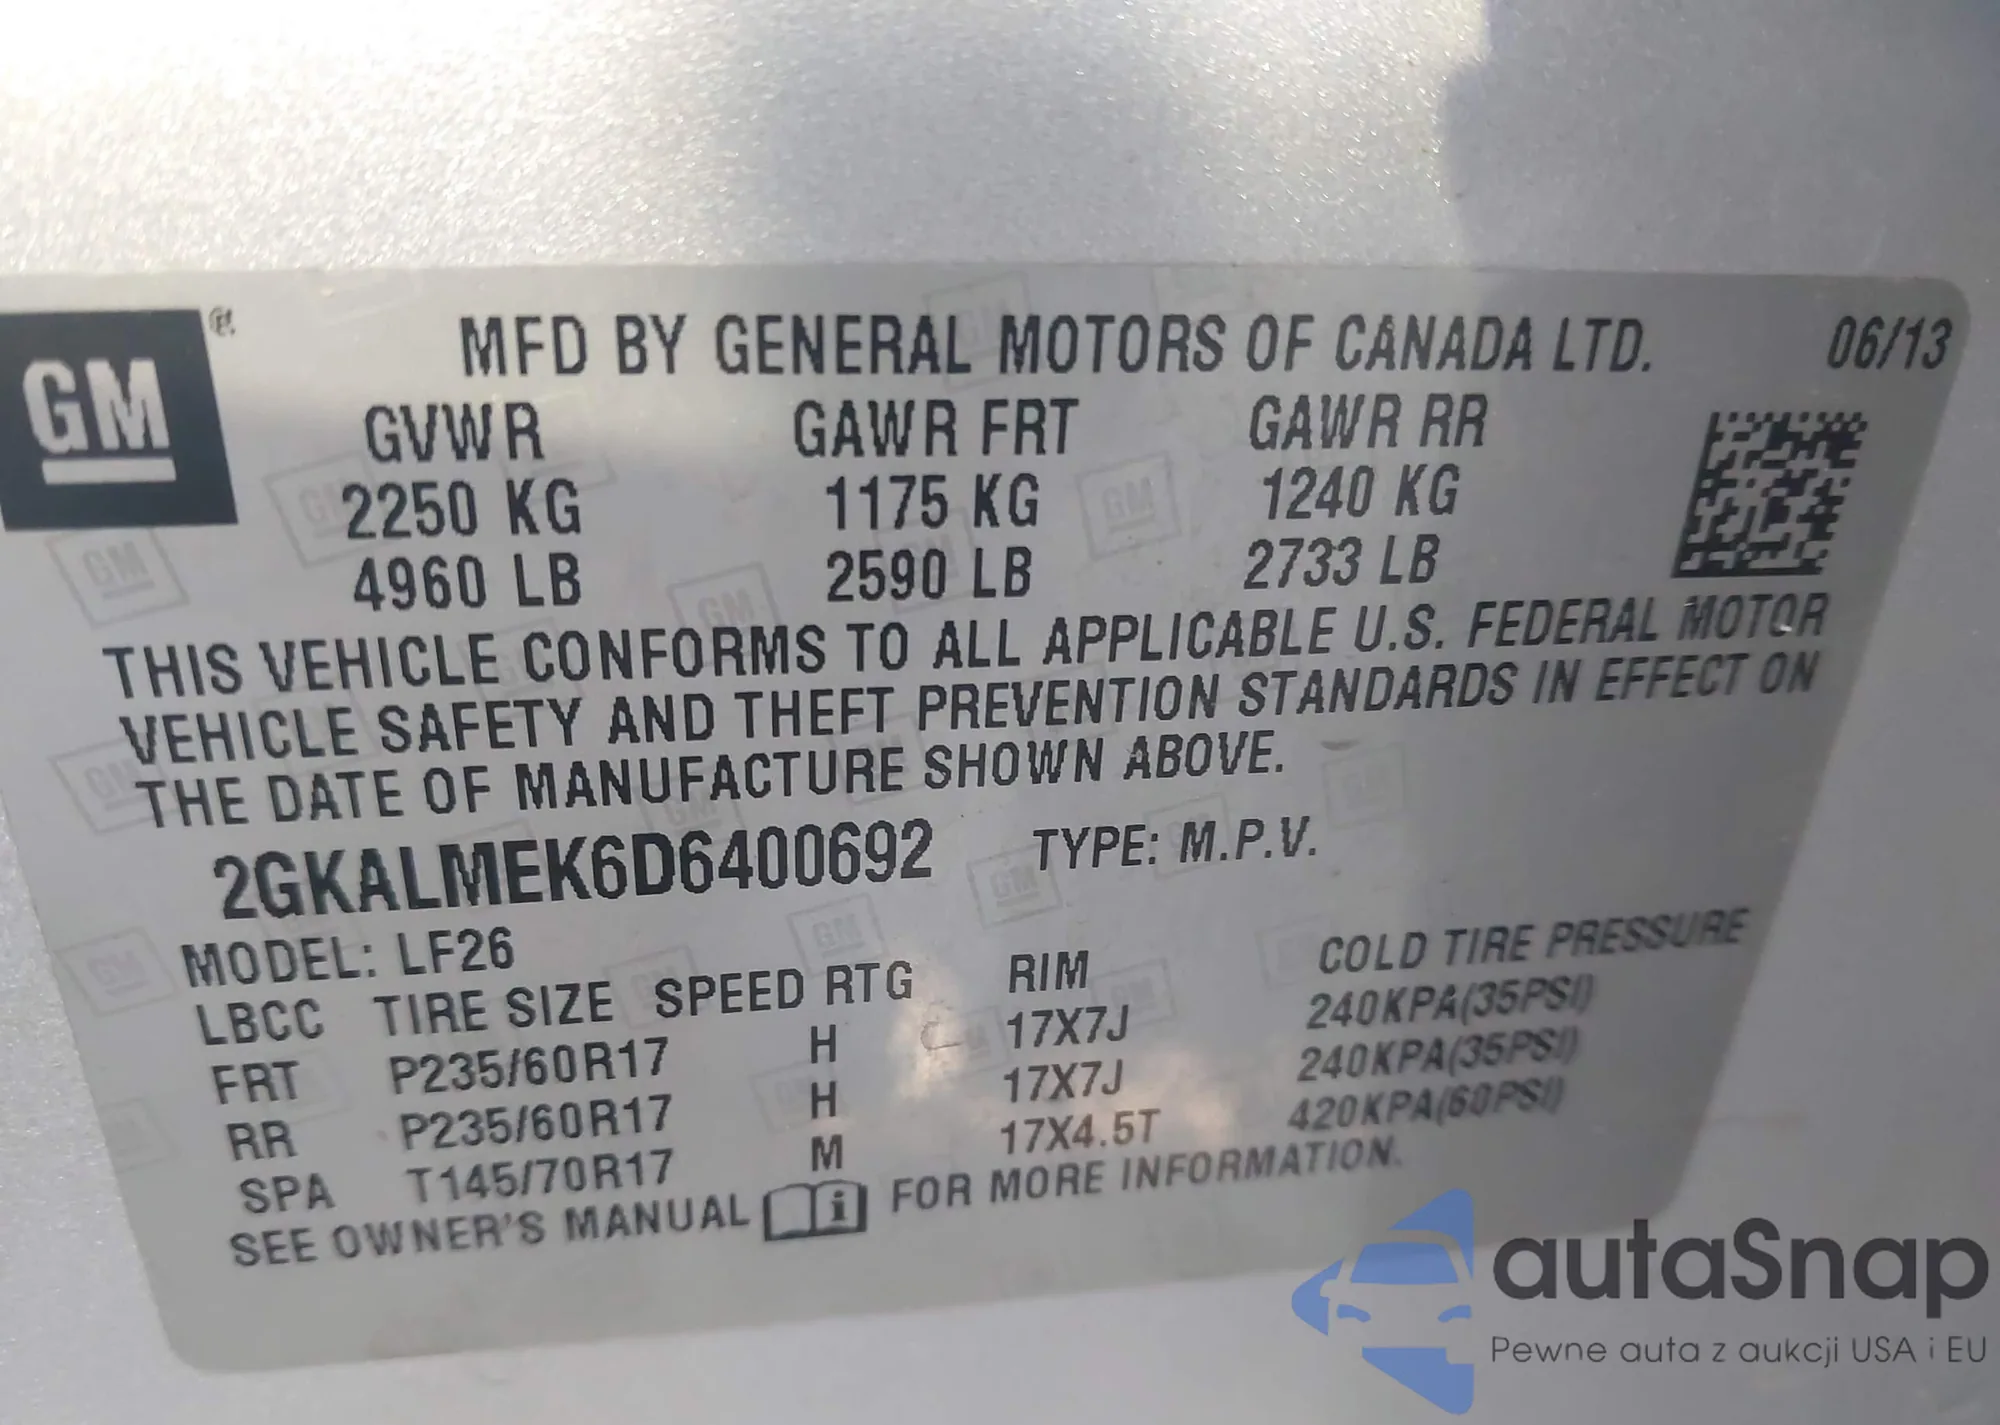 GM
MFD BY GENERAL MOTORS OF CANADA LTD. 06/13
GVWR GAWR FRT GAWR RR
2250 KG 1175 KG 1240 KG
4960 LB 2590 LB 2733 LB
THIS VEHICLE CONFORMS TO ALL APPLICABLE U.S. FEDERAL MOTOR
VEHICLE SAFETY AND THEFT PREVENTION STANDARDS IN EFFECT ON
THE DATE OF MANUFACTURE SHOWN ABOVE.
2GKALMEK6D6400692 TYPE: M.P.V.
MODEL: LF26
LBCC TIRE SIZE SPEED RTG RIM COLD TIRE PRESSURE
FRT P235/60R17 H 17X7J 240KPA(35PSI)
RR P235/60R17 H 17X7J 240KPA(35PSI)
SPA T145/70R17 M 17X4.5T 420KPA(60PSI)
SEE OWNER'S MANUAL FOR MORE INFORMATION.
autaSnap
Pewne auta z aukcji USA i EU